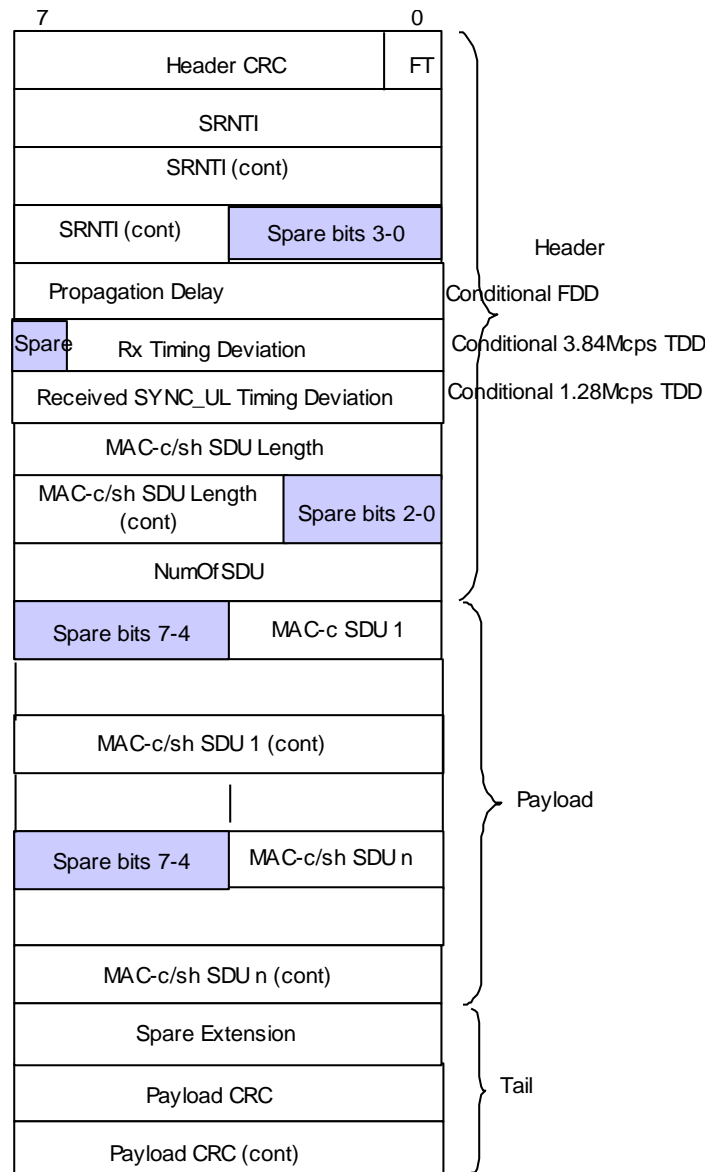 7 0
Header CRC FT
SRNTI
SRNTI (cont)
SRNTI (cont) Spare bits 3-0
Header
Propagation Delay Conditional FDD
Spare Rx Timing Deviation Conditional 3.84Mcps TDD
Received SYNC_UL Timing Deviation Conditional 1.28Mcps TDD
MAC-c/sh SDU Length
MAC-c/sh SDU Length
(cont)
Spare bits 2-0
NumOfSDU
Spare bits 7-4 MAC-c SDU 1
MAC-c/sh SDU 1 (cont)
Payload
Spare bits 7-4 MAC-c/sh SDU n
MAC-c/sh SDU n (cont)
Spare Extension
Tail
Payload CRC
Payload CRC (cont)